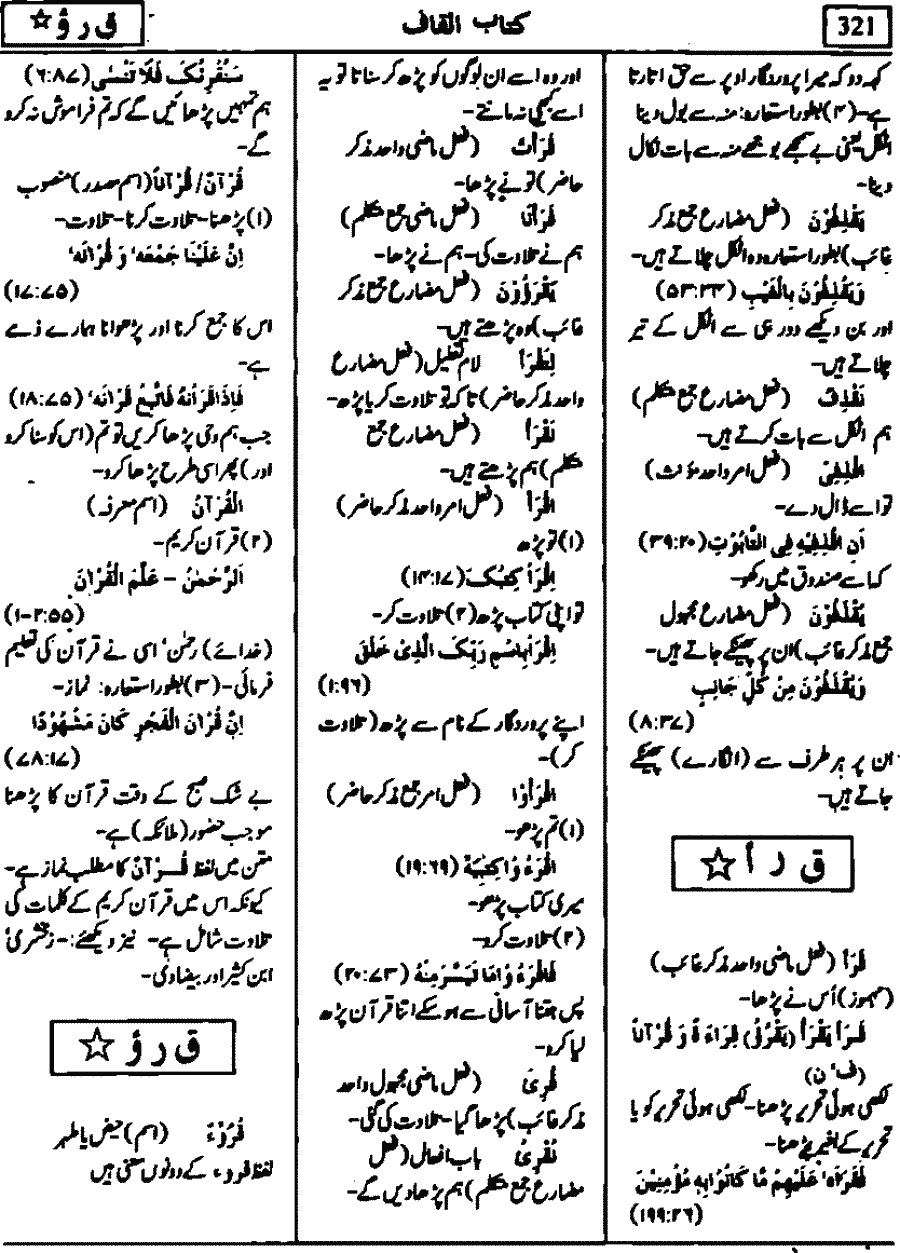 321
کتاب القاف
ق ر ؤ ☆
کہہ دو کہ میرا پروردگار اوپر سے حق اتارتا
ہے-(۳) بطور استعارہ: منہ سے بول دینا
اٹکل یعنی بے سمجھے بوجھے منہ سے بات نکال
دینا-
يَقْذِفُوْنَ (فعل مضارع جمع مذکر
غائب) بطور استعارہ وہ اٹکل چلاتے ہیں-
وَيَقْذِفُوْنَ بِالْغَيْبِ (۵۳:۳۴)
اور بن دیکھے دور ہی سے اٹکل کے تیر
چلاتے ہیں-
نَقْذِفُ (فعل مضارع جمع متکلم)
ہم اٹکل سے بات کرتے ہیں-
اقْذِفِیْ (فعل امر واحد مؤنث)
تو اسے ڈال دے-
اَنِ اقْذِفِيْهِ فِی التَّابُوْتِ (۳۹:۲۰)
کہ اسے صندوق میں رکھو-
يُقْذَفُوْنَ (فعل مضارع مجہول
جمع مذکر غائب) ان پر پھینکے جاتے ہیں-
وَيُقْذَفُوْنَ مِنْ كُلِّ جَانِبٍ
(۸:۳۷)
ان پر ہر طرف سے (انگارے) پھینکے
جاتے ہیں-
ق ر أ ☆
قَرَأَ (فعل ماضی واحد مذکر غائب)
(مہموز) اُس نے پڑھا-
قَرَأَ يَقْرَأُ (يَقْرُئُ) قِرَاءَةً وَ قُرْآناً
(ف، ن)
لکھی ہوئی تحریر پڑھنا- لکھی ہوئی تحریر کو یا
تحریر کے بغیر پڑھنا-
فَقَرَاَهٗ عَلَيْهِمْ مَّا كَانُوْا بِهٖ مُؤْمِنِيْنَ
(۱۹۹:۲۶)
اور وہ اسے ان لوگوں کو پڑھ کر سناتا تو یہ
اسے کبھی نہ مانتے-
قَرَأْتَ (فعل ماضی واحد مذکر
حاضر) تو نے پڑھا-
قَرَأْنَا (فعل ماضی جمع متکلم)
ہم نے تلاوت کی- ہم نے پڑھا-
يَقْرَؤُوْنَ (فعل مضارع جمع مذکر
غائب) وہ پڑھتے ہیں-
لِتَقْرَأَ لام تعلیل (فعل مضارع
واحد مذکر حاضر) تاکہ تو تلاوت کر یا پڑھ-
نَقْرَأُ (فعل مضارع جمع
متکلم) ہم پڑھتے ہیں-
اقْرَأْ (فعل امر واحد مذکر حاضر)
(۱) تو پڑھ
اِقْرَأْ كِتٰبَكَ (۱۴:۱۷)
تو اپنی کتاب پڑھ (۲) تلاوت کر-
اِقْرَأْ بِاسْمِ رَبِّكَ الَّذِیْ خَلَقَ
(۱:۹۶)
اپنے پروردگار کے نام سے پڑھ (تلاوت
کر)-
اقْرَأُوْا (فعل امر جمع مذکر حاضر)
(۱) تم پڑھو-
اقْرَءُ وْا كِتٰبِيَهْ (۱۹:۶۹)
میری کتاب پڑھو-
(۲) تلاوت کرو-
فَاقْرَءُ وْا مَا تَيَسَّرَ مِنْهُ (۲۰:۷۳)
پس جتنا آسانی سے ہو سکے اتنا قرآن پڑھ
لیا کرو-
قُرِئَ (فعل ماضی مجہول واحد
مذکر غائب) پڑھا گیا- تلاوت کی گئی-
نُقْرِئُ باب افعال (فعل
مضارع جمع متکلم) ہم پڑھا دیں گے-
سَنُقْرِئُكَ فَلَا تَنْسٰی (۶:۸۷)
ہم تمہیں پڑھائیں گے کہ تم فراموش نہ کرو
گے-
قُرْآنٌ/قُرْآناً (اسم مصدر) منصوب
(۱) پڑھنا- تلاوت کرنا- تلاوت-
اِنَّ عَلَيْنَا جَمْعَهٗ وَ قُرْاٰنَهٗ
(۱۷:۷۵)
اس کا جمع کرنا اور پڑھوانا ہمارے ذمے
ہے-
فَاِذَا قَرَاْنٰهُ فَاتَّبِعْ قُرْاٰنَهٗ (۱۸:۷۵)
جب ہم وحی پڑھا کریں تو تم (اس کو سنا کرو
اور) پھر اسی طرح پڑھا کرو-
اَلْقُرْآنُ (اسم معرفہ)
(۲) قرآن کریم-
اَلرَّحْمٰنُ – عَلَّمَ الْقُرْاٰنَ
(۱-۲:۵۵)
(خدائے) رحمٰن، اسی نے قرآن کی تعلیم
فرمائی-(۳) بطور استعارہ: نماز-
اِنَّ قُرْاٰنَ الْفَجْرِ كَانَ مَشْهُوْدًا
(۷۸:۱۷)
بے شک صبح کے وقت قرآن کا پڑھنا
موجب حضور (ملائکہ) ہے-
متن میں لفظ قُرآن کا مطلب نماز ہے-
کیونکہ اس میں قرآن کریم کے کلمات کی
تلاوت شامل ہے- نیز دیکھئے:- زمخشری،
ابن کثیر اور بیضاوی-
ق ر ؤ ☆
قُرُوْءٌ (اسم) حیض یا طہر
لفظ قروء کے دونوں معنی ہیں